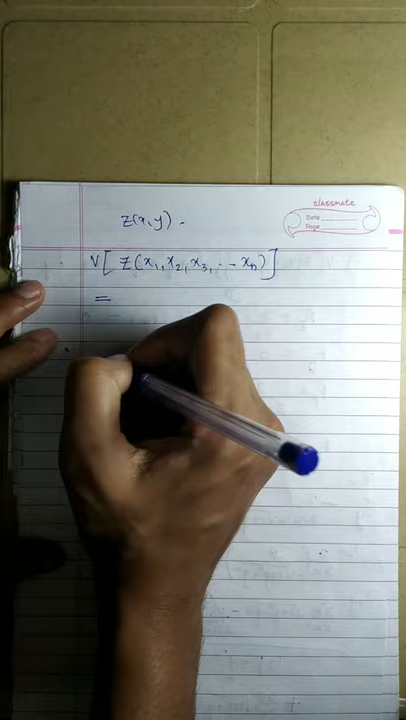 classmate
Date
Page
Z(x,y) -
V[Z(x₁, x₂, x₃, -- xₙ)]
=